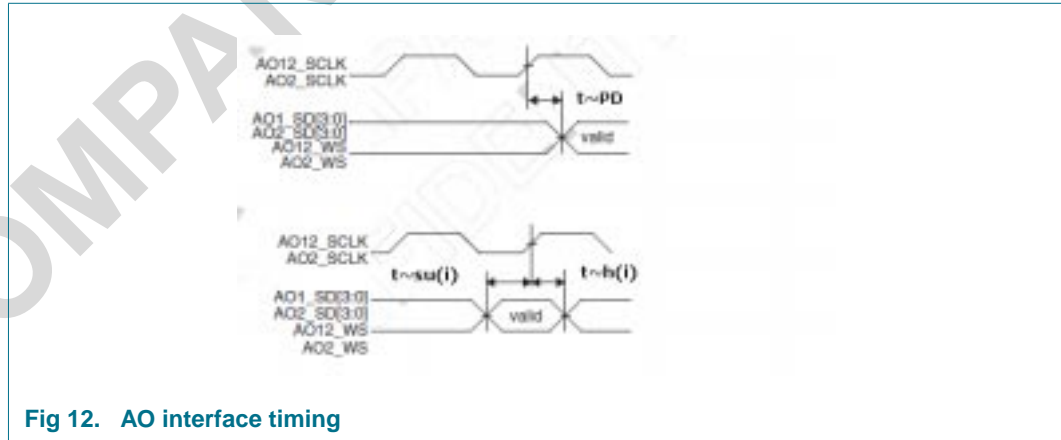 AO12_SCLK
AO2_SCLK
t~PD
AO1_SD[3:0]
AO2_SD[3:0]
AO12_WS
AO2_WS
valid
AO12_SCLK
AO2_SCLK
t~su(i)
t~h(i)
AO1_SD[3:0]
AO2_SD[3:0]
AO12_WS
AO2_WS
valid
Fig 12. AO interface timing